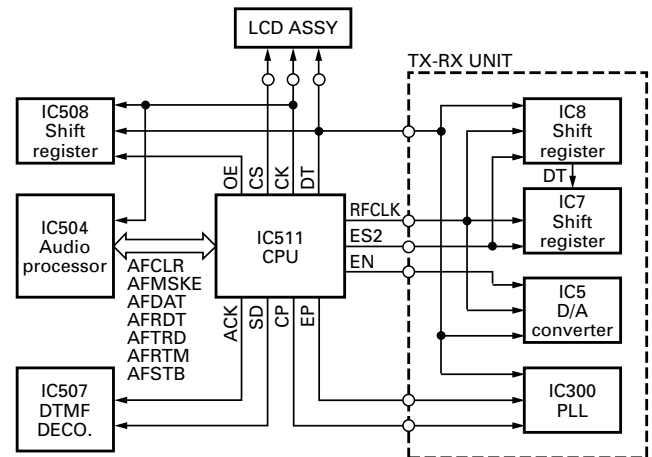 LCD ASSY
TX-RX UNIT
IC508
Shift
register
OE
CS
CK
DT
IC8
Shift
register
DT
IC7
Shift
register
IC504
Audio
processor
IC511
CPU
RFCLK
ES2
EN
AFCLR
AFMSKE
AFDAT
AFRDT
AFTRD
AFRTM
AFSTB
ACK
SD
CP
EP
IC5
D/A
converter
IC507
DTMF
DECO.
IC300
PLL